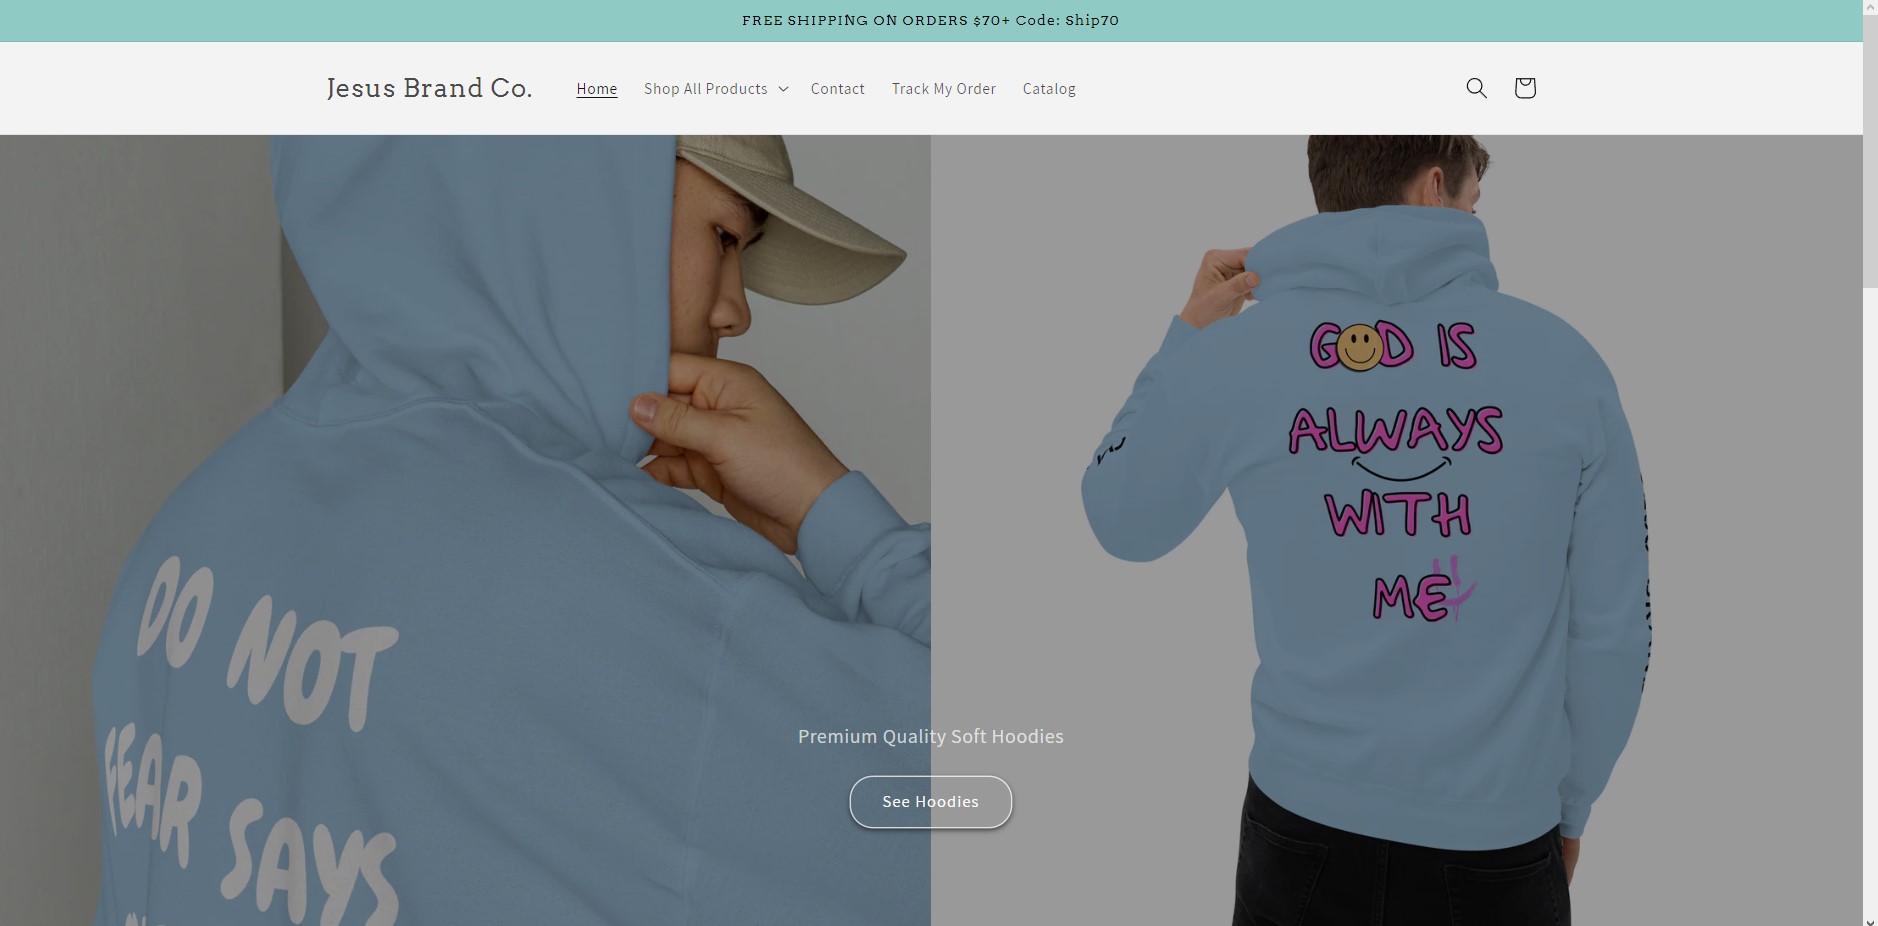 FREE SHIPPING ON ORDERS $70+ Code: Ship70
Jesus Brand Co.
Home
Shop All Products
Contact
Track My Order
Catalog
DO NOT
FEAR SAYS
GOD IS
ALWAYS
WITH
ME
Premium Quality Soft Hoodies
See Hoodies